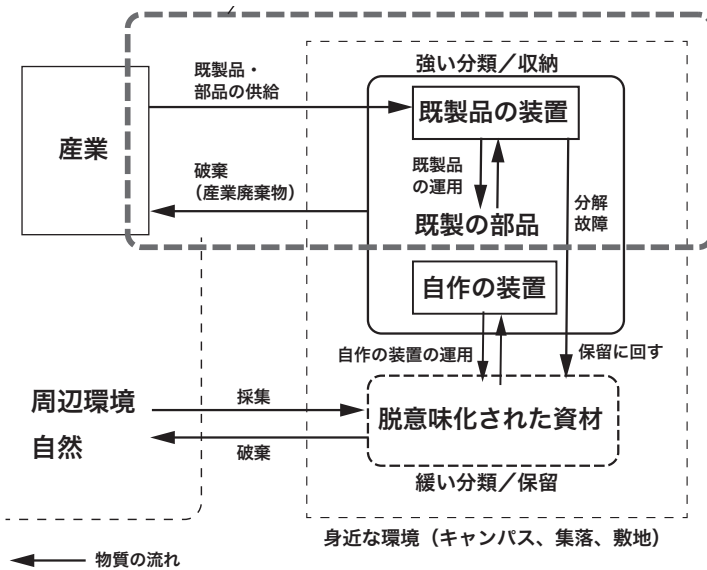 強い分類／収納
既製品・
部品の供給
既製品の装置
産業
既製品
の運用
破棄
（産業廃棄物）
分解
故障
既製の部品
自作の装置
自作の装置の運用
保留に回す
周辺環境
自然
採集
脱意味化された資材
破棄
緩い分類／保留
身近な環境（キャンパス、集落、敷地）
物質の流れ